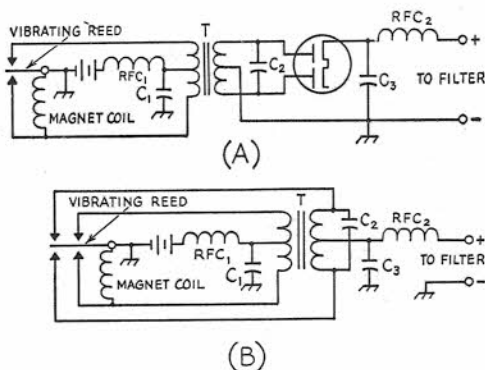 VIBRATING REED
T
RFC₂
+
RFC₁
C₁
C₂
C₃
TO FILTER
MAGNET COIL
−
(A)
VIBRATING REED
T
C₂
RFC₂
+
RFC₁
C₁
C₃
TO FILTER
MAGNET COIL
−
(B)